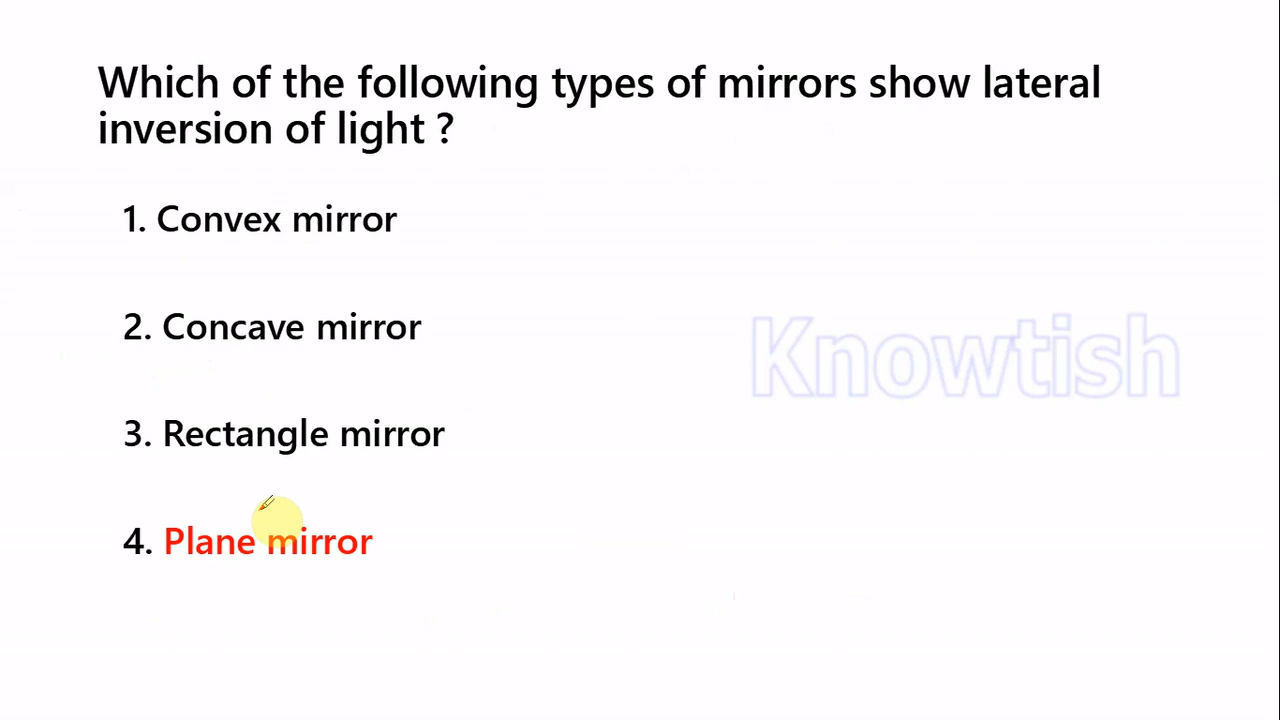 Which of the following types of mirrors show lateral
inversion of light ?
1. Convex mirror
2. Concave mirror
Knowtish
3. Rectangle mirror
4. Plane mirror